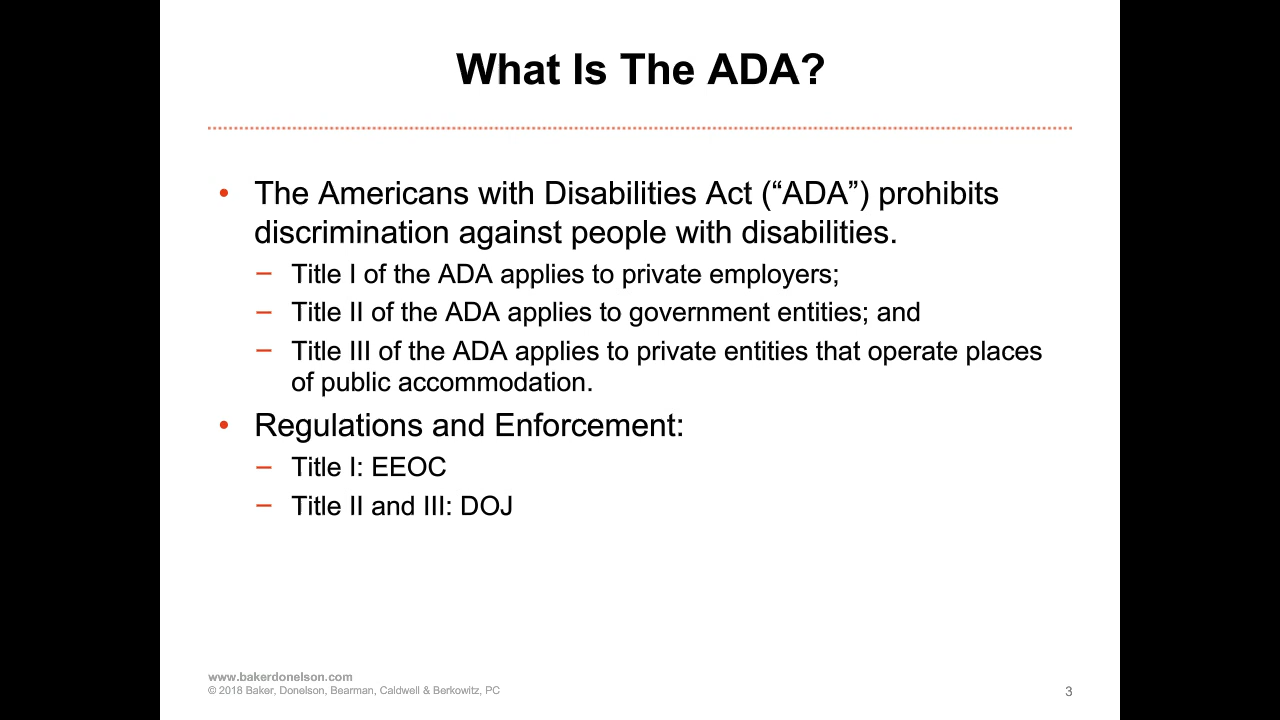 What Is The ADA?
• The Americans with Disabilities Act (“ADA”) prohibits
discrimination against people with disabilities.
– Title I of the ADA applies to private employers;
– Title II of the ADA applies to government entities; and
– Title III of the ADA applies to private entities that operate places
of public accommodation.
• Regulations and Enforcement:
– Title I: EEOC
– Title II and III: DOJ
www.bakerdonelson.com
© 2018 Baker, Donelson, Bearman, Caldwell & Berkowitz, PC
3